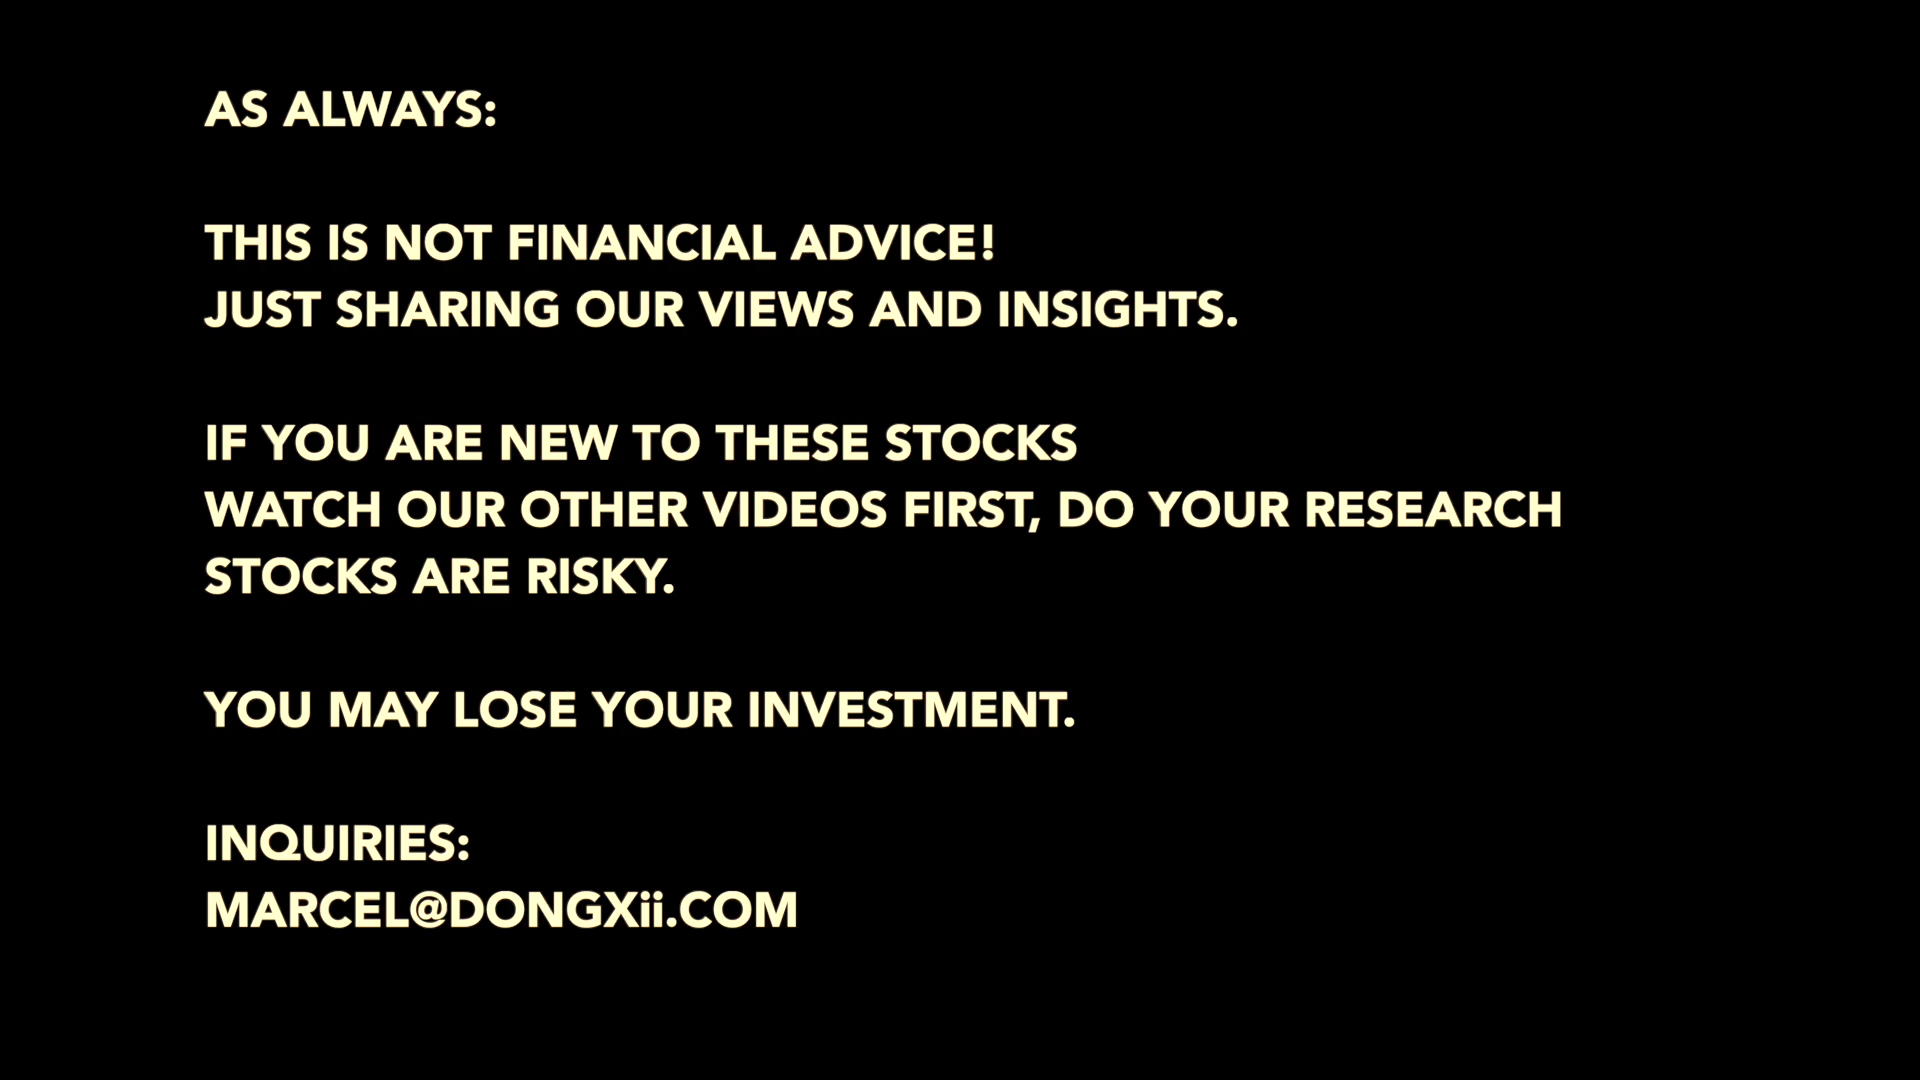 AS ALWAYS:
THIS IS NOT FINANCIAL ADVICE!
JUST SHARING OUR VIEWS AND INSIGHTS.
IF YOU ARE NEW TO THESE STOCKS
WATCH OUR OTHER VIDEOS FIRST, DO YOUR RESEARCH
STOCKS ARE RISKY.
YOU MAY LOSE YOUR INVESTMENT.
INQUIRIES:
MARCEL@DONGXii.COM